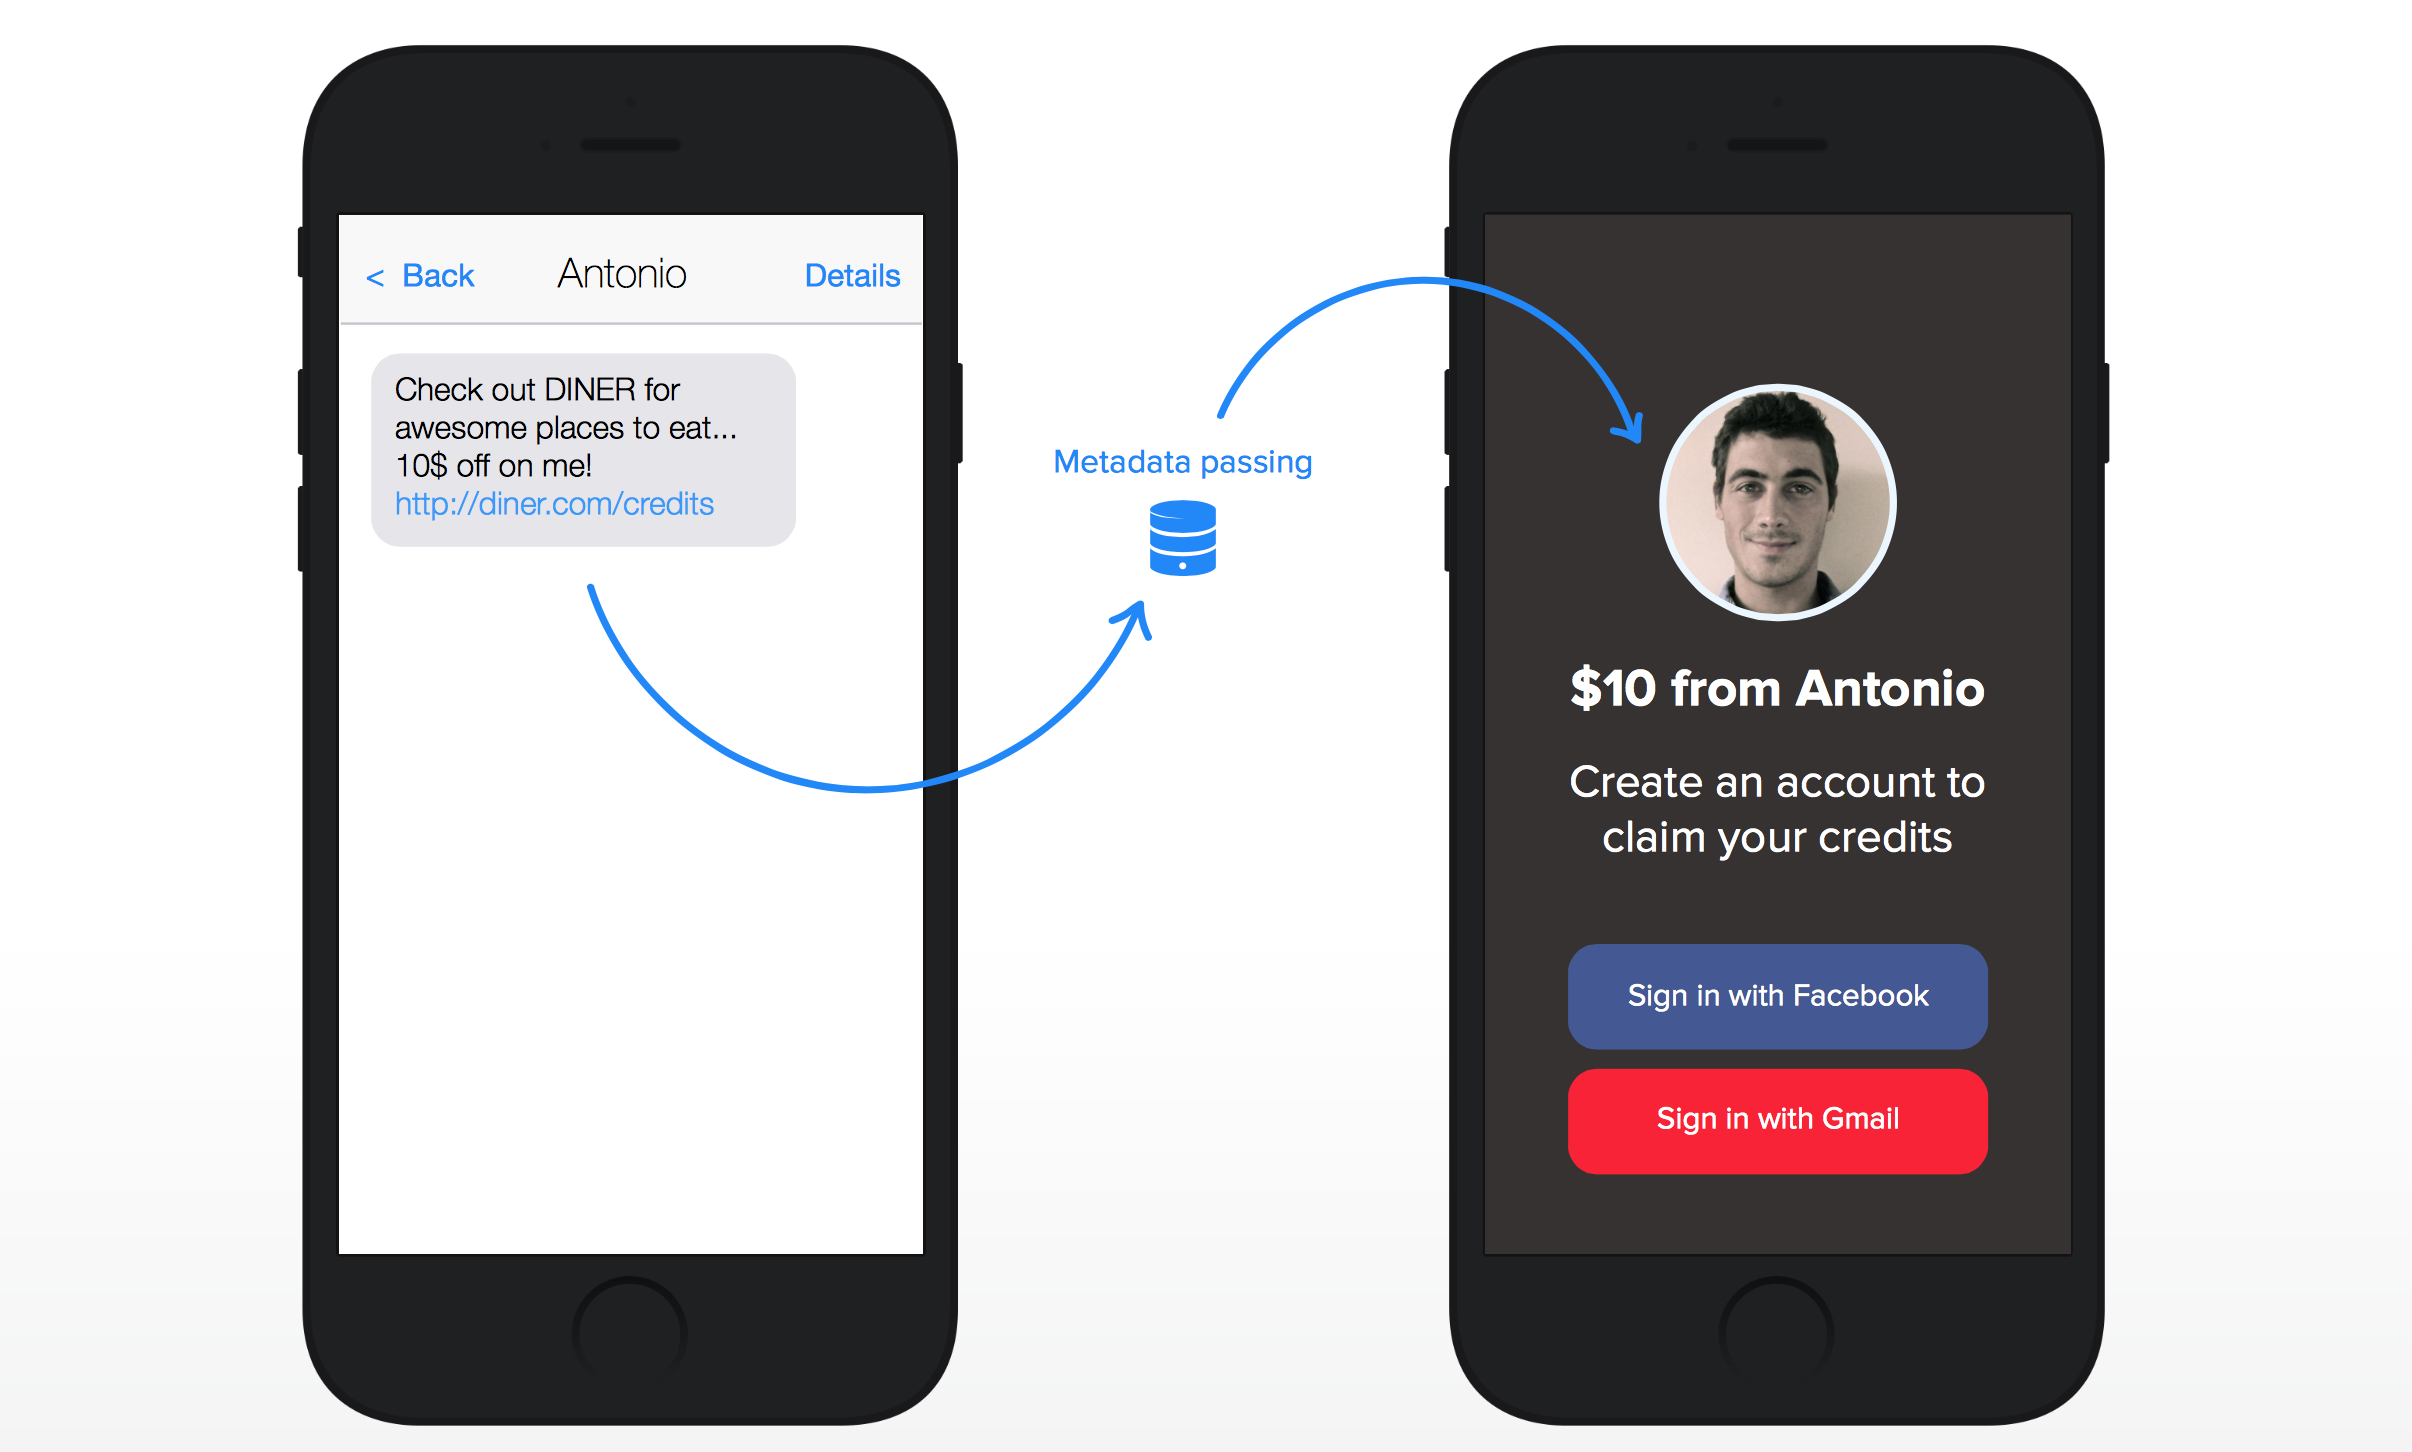 < Back Antonio Details
Check out DINER for
awesome places to eat...
10$ off on me!
http://diner.com/credits
Metadata passing
$10 from Antonio
Create an account to
claim your credits
Sign in with Facebook
Sign in with Gmail